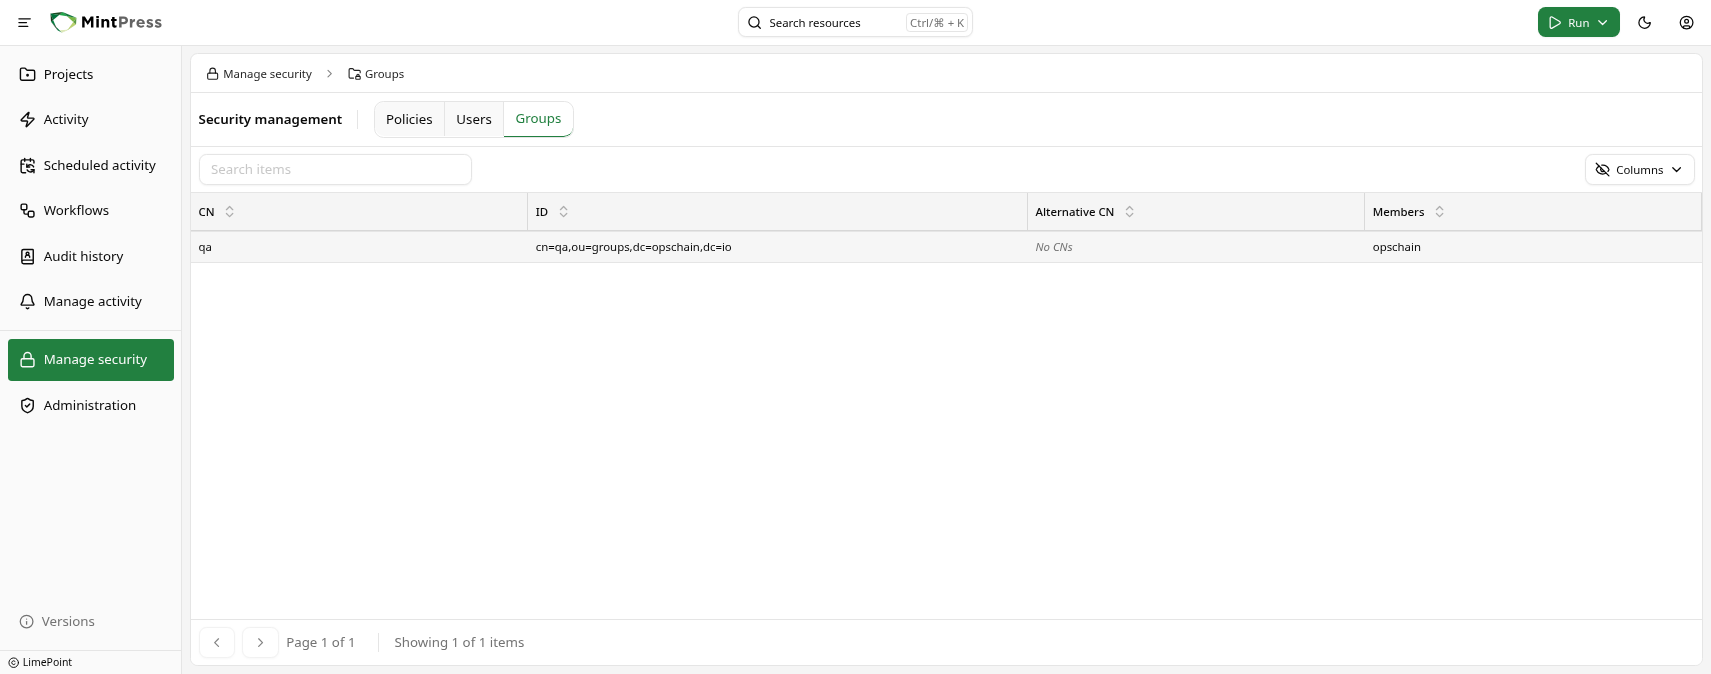 MintPress
Search resources
Ctrl/⌘ + K
Run
Projects
Activity
Scheduled activity
Workflows
Audit history
Manage activity
Manage security
Administration
Versions
LimePoint
Manage security
Groups
Security management
Policies
Users
Groups
Search items
Columns
CN
ID
Alternative CN
Members
qa
cn=qa,ou=groups,dc=opschain,dc=io
No CNs
opschain
Page 1 of 1
Showing 1 of 1 items